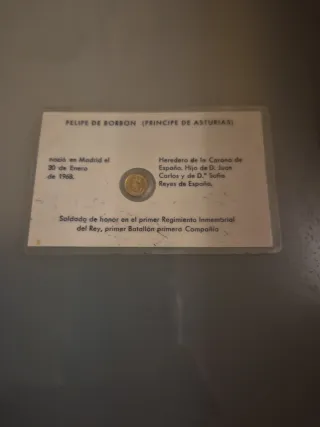 FELIPE DE BORBON (PRINCIPE DE ASTURIAS)
nació en Madrid el
30 de Enero
de 1968.
Heredero de la Corona de
España. Hijo de D. Juan
Carlos y de D.ª Sofía
Reyes de España.
Soldado de honor en el primer Regimiento Inmemorial
del Rey, primer Batallón primera Compañía